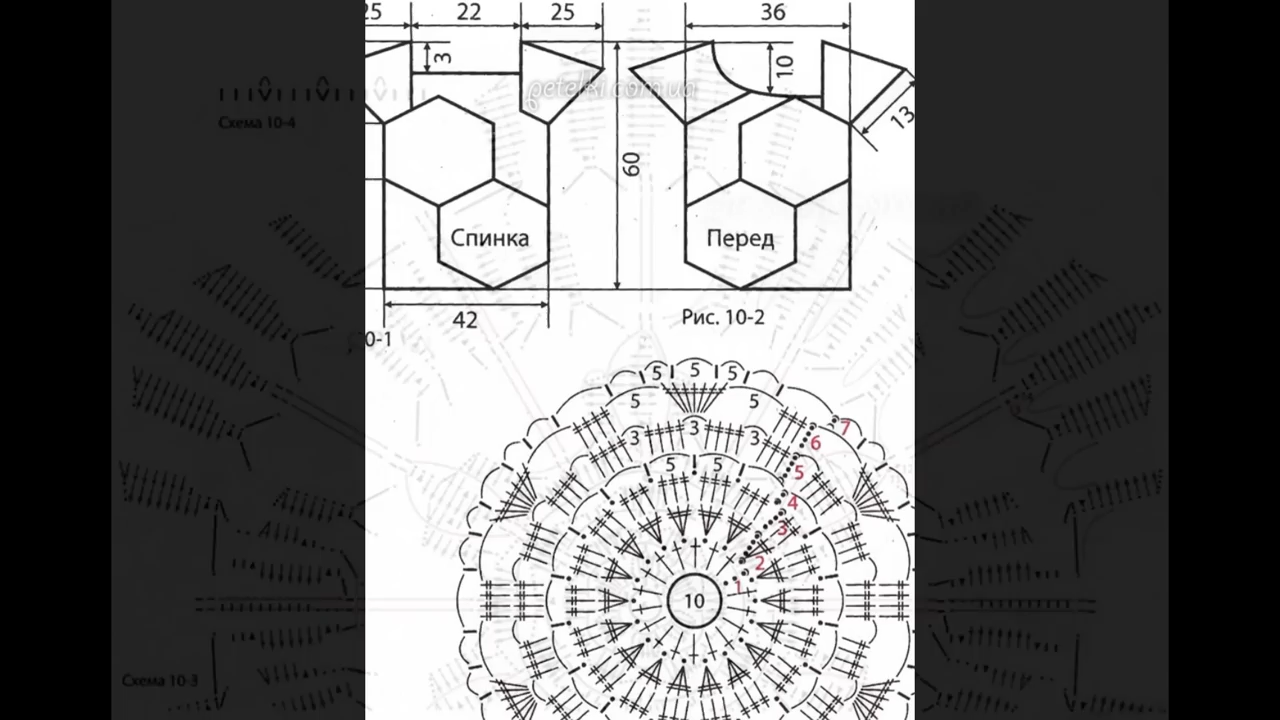 25 22 25 36
3
10
petelki.com.ua
13
Схема 10-4
60
Спинка
Перед
42
Рис. 10-2
0-1
5 5 5
5 5
3 3 3
5 5
7
6
5
4
3
2
1
10
Схема 10-3